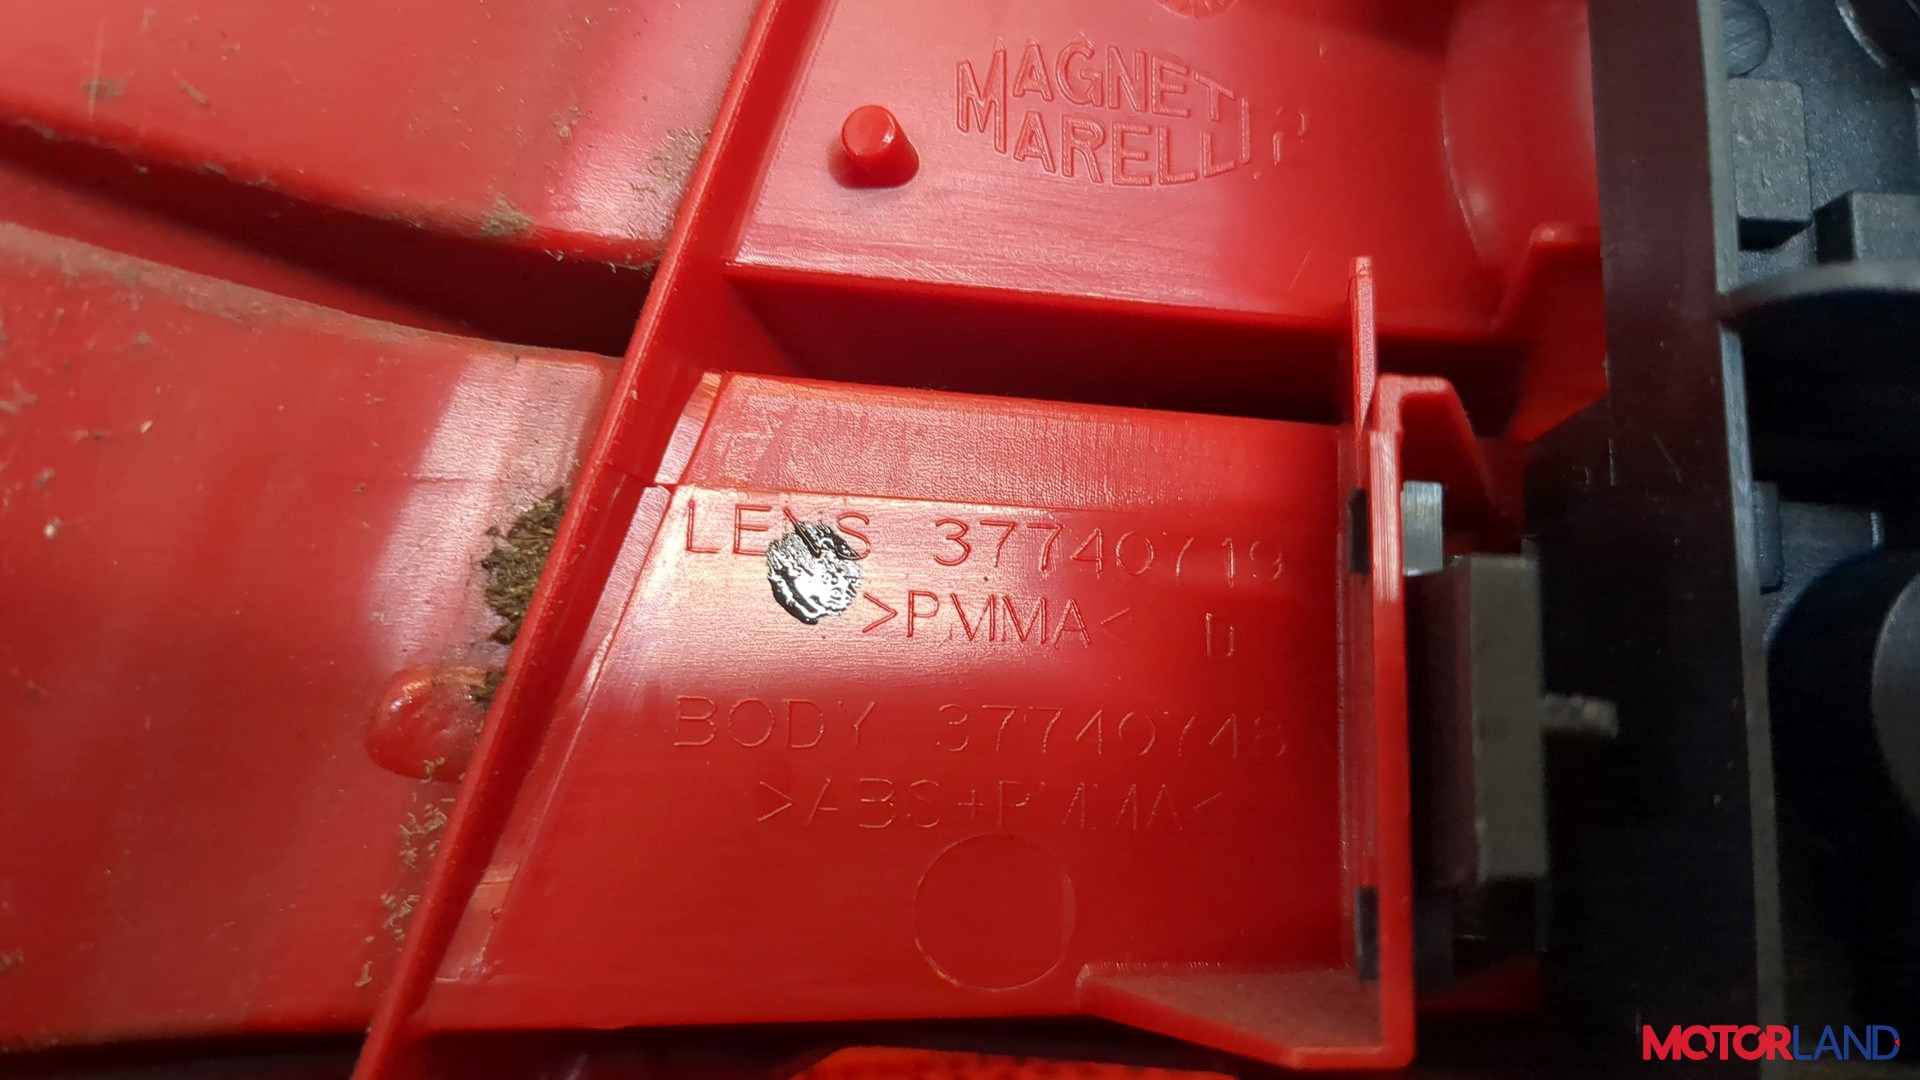 MAGNETI
MARELLI
LENS 37740719
>PMMA< D
BODY 37740748
>ABS+PMMA<
MOTORLAND